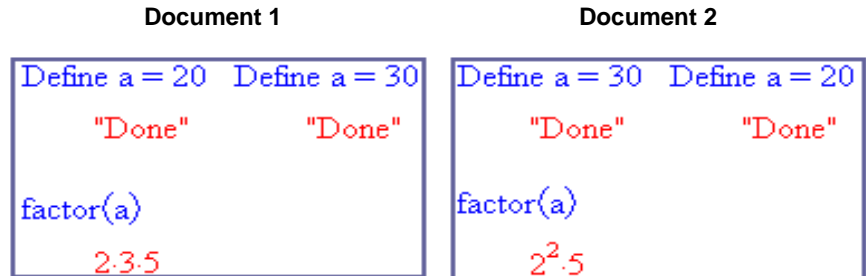 Document 1 Document 2
Define a = 20 Define a = 30 Define a = 30 Define a = 20
"Done" "Done" "Done" "Done"
factor(a) factor(a)
2·3·5 2²·5